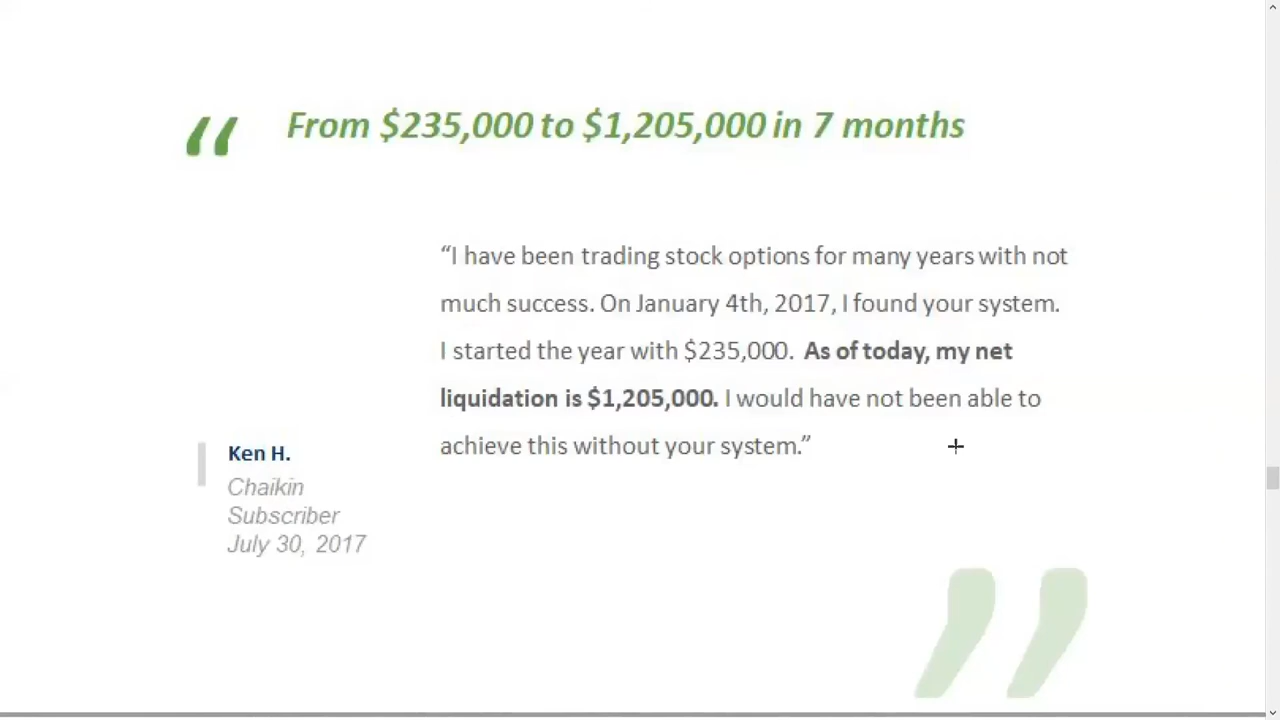 “ From $235,000 to $1,205,000 in 7 months
“I have been trading stock options for many years with not
much success. On January 4th, 2017, I found your system.
I started the year with $235,000. As of today, my net
liquidation is $1,205,000. I would have not been able to
achieve this without your system.”
Ken H.
Chaikin
Subscriber
July 30, 2017
”